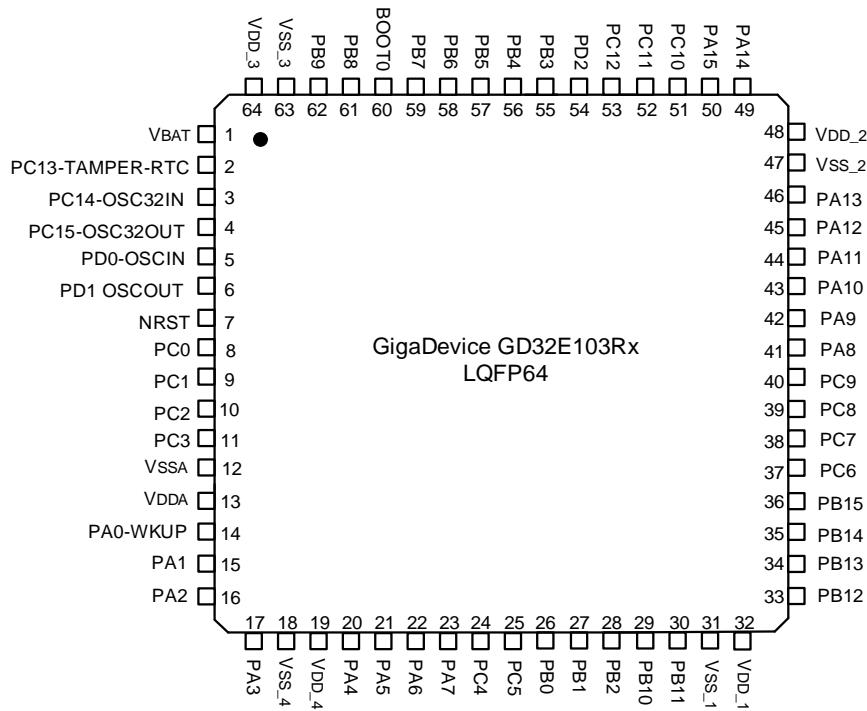 VDD_3 VSS_3 PB9 PB8 BOOT0 PB7 PB6 PB5 PB4 PB3 PD2 PC12 PC11 PC10 PA15 PA14
64 63 62 61 60 59 58 57 56 55 54 53 52 51 50 49
VBAT 1
PC13-TAMPER-RTC 2
PC14-OSC32IN 3
PC15-OSC32OUT 4
PD0-OSCIN 5
PD1 OSCOUT 6
NRST 7
PC0 8
PC1 9
PC2 10
PC3 11
VSSA 12
VDDA 13
PA0-WKUP 14
PA1 15
PA2 16
GigaDevice GD32E103Rx
LQFP64
48 VDD_2
47 VSS_2
46 PA13
45 PA12
44 PA11
43 PA10
42 PA9
41 PA8
40 PC9
39 PC8
38 PC7
37 PC6
36 PB15
35 PB14
34 PB13
33 PB12
17 18 19 20 21 22 23 24 25 26 27 28 29 30 31 32
PA3 VSS_4 VDD_4 PA4 PA5 PA6 PA7 PC4 PC5 PB0 PB1 PB2 PB10 PB11 VSS_1 VDD_1